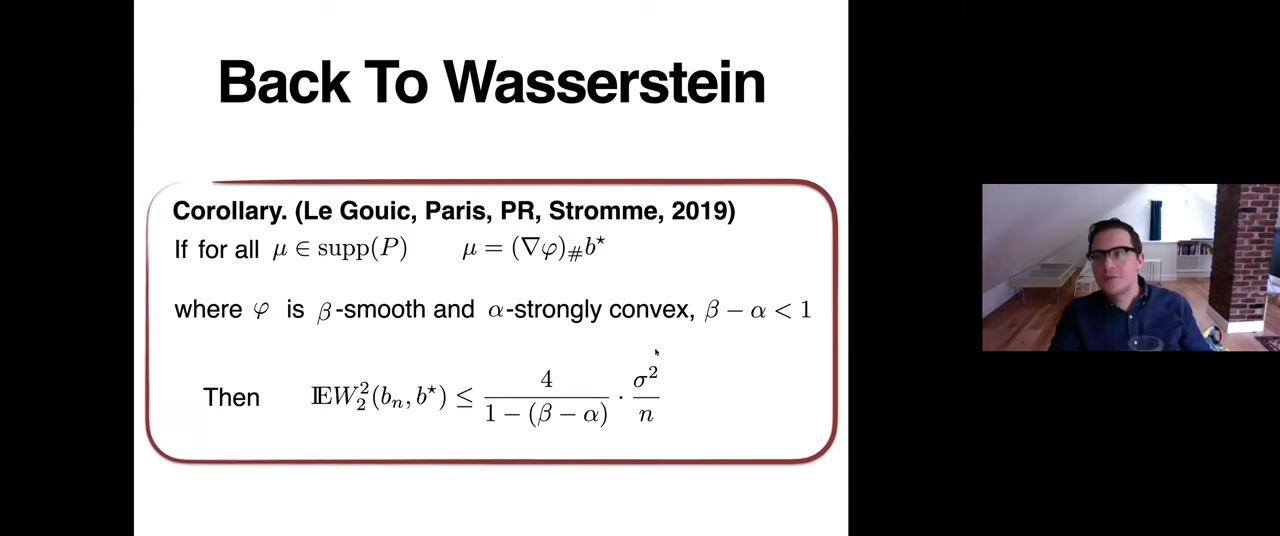 Back To Wasserstein
Corollary. (Le Gouic, Paris, PR, Stromme, 2019)
If for all μ ∈ supp(P) μ = (∇φ)_# b*
where φ is β-smooth and α-strongly convex, β − α < 1
Then 𝔼W₂²(bₙ, b*) ≤ 4 / (1 − (β − α)) · σ² / n